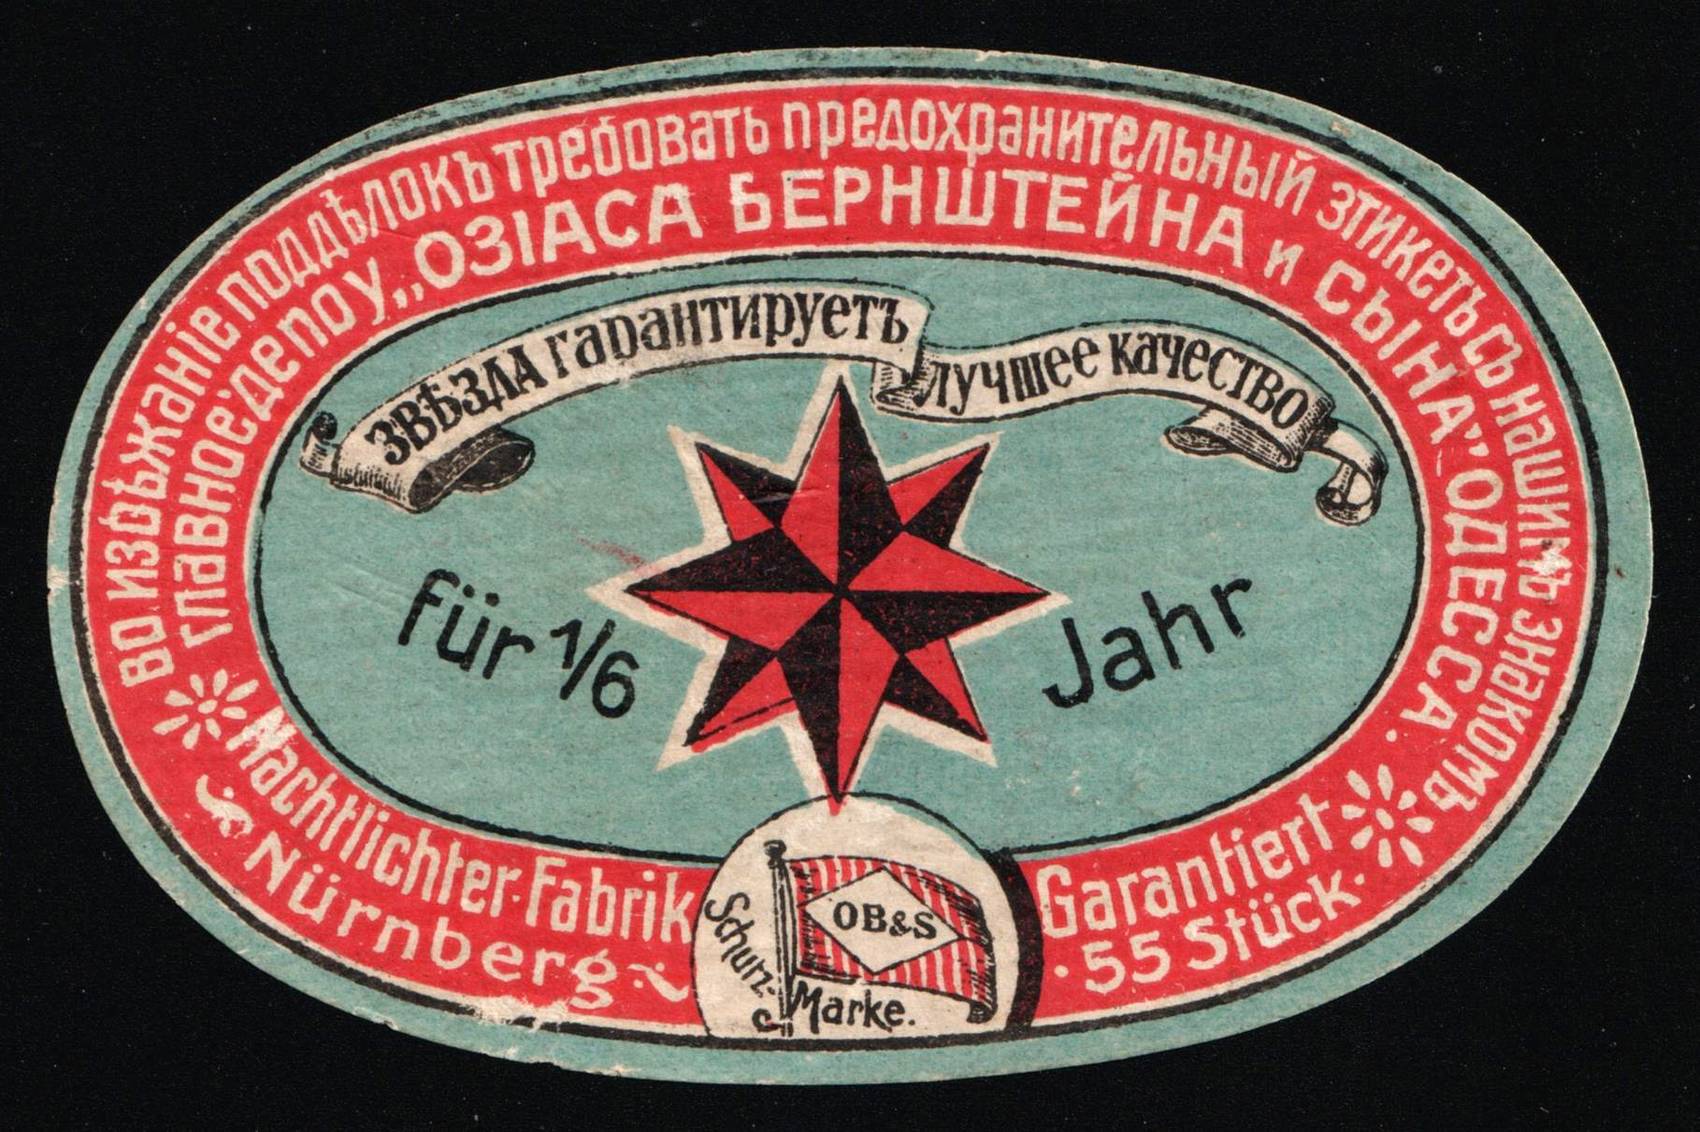 во избѣжаніе поддѣлокъ требовать предохранительный этикетъ съ нашимъ знакомъ
главное депо у „ОЗІАСА БЕРНШТЕЙНА и СЫНА" ОДЕССА.
ЗВѢЗДА гарантируетъ лучшее качество
für 1/6 Jahr
Nachtlichter-Fabrik
Nürnberg
OB&S
Schutz-Marke.
Garantiert
·55 Stück·